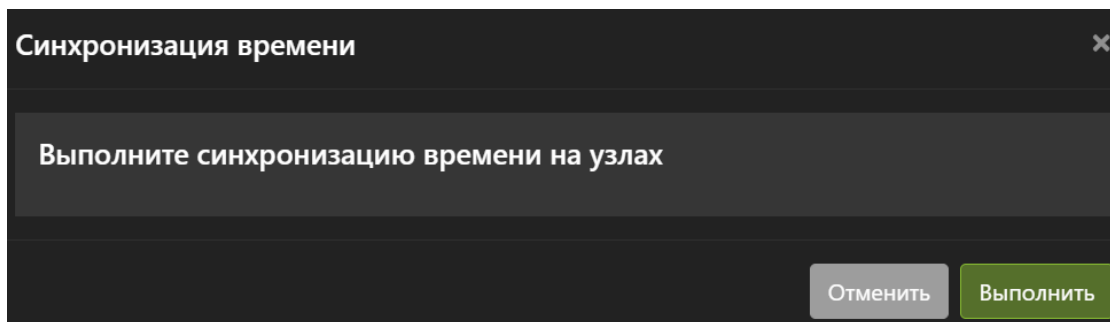 Синхронизация времени
Выполните синхронизацию времени на узлах
Отменить Выполнить